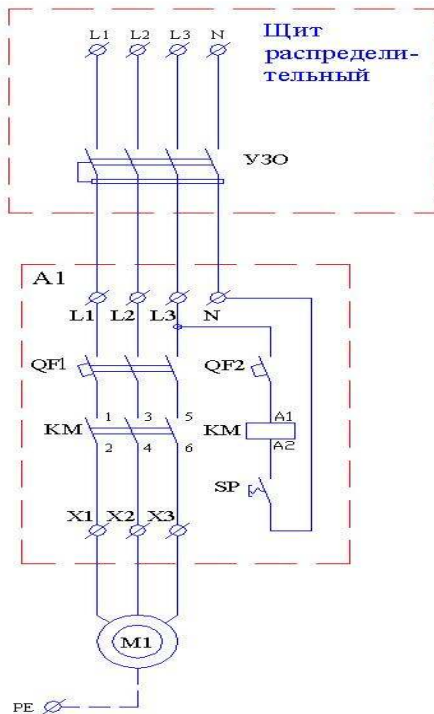 L1 L2 L3 N
Щит
распредели-
тельный
УЗО
A1
L1 L2 L3 N
QF1
QF2
KM
1 3 5
2 4 6
KM
A1
A2
SP
X1 X2 X3
M1
PE